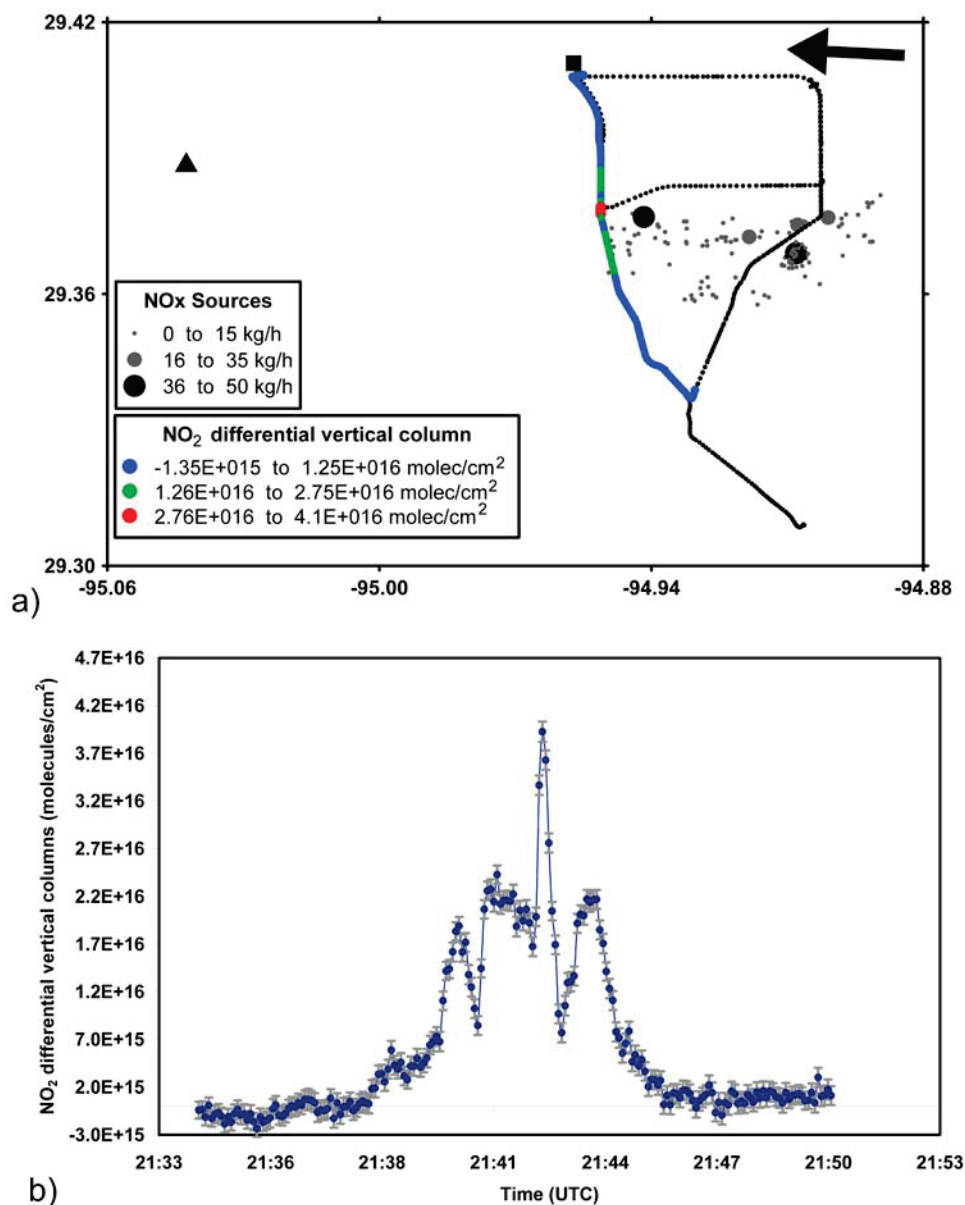 29.42
29.36
NOx Sources
0 to 15 kg/h
16 to 35 kg/h
36 to 50 kg/h
NO2 differential vertical column
-1.35E+015 to 1.25E+016 molec/cm2
1.26E+016 to 2.75E+016 molec/cm2
2.76E+016 to 4.1E+016 molec/cm2
29.30
-95.06 -95.00 -94.94 -94.88
a)
4.7E+16
4.2E+16
3.7E+16
3.2E+16
2.7E+16
2.2E+16
1.7E+16
1.2E+16
7.0E+15
2.0E+15
-3.0E+15
NO2 differential vertical columns (molecules/cm2)
21:33 21:36 21:38 21:41 21:44 21:47 21:50 21:53
Time (UTC)
b)